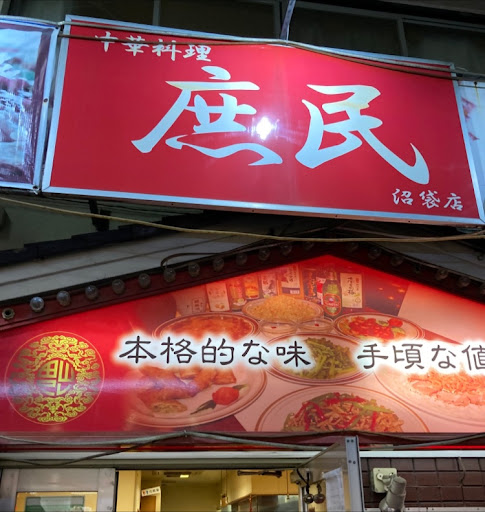 中華料理
庶民
沼袋店
本格的な味 手頃な値